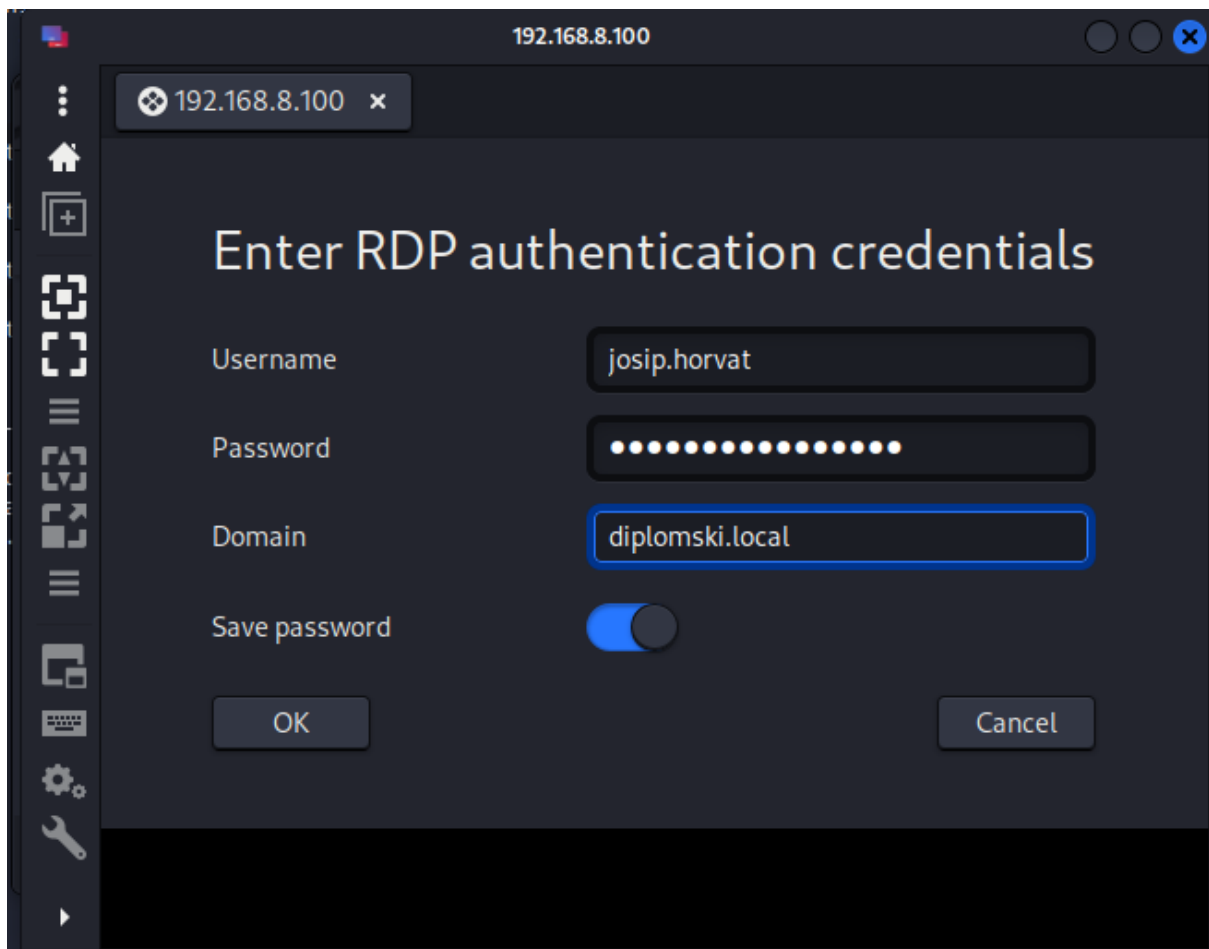 192.168.8.100
192.168.8.100 ×
Enter RDP authentication credentials
Username josip.horvat
Password ••••••••••••••••
Domain diplomski.local
Save password
OK Cancel